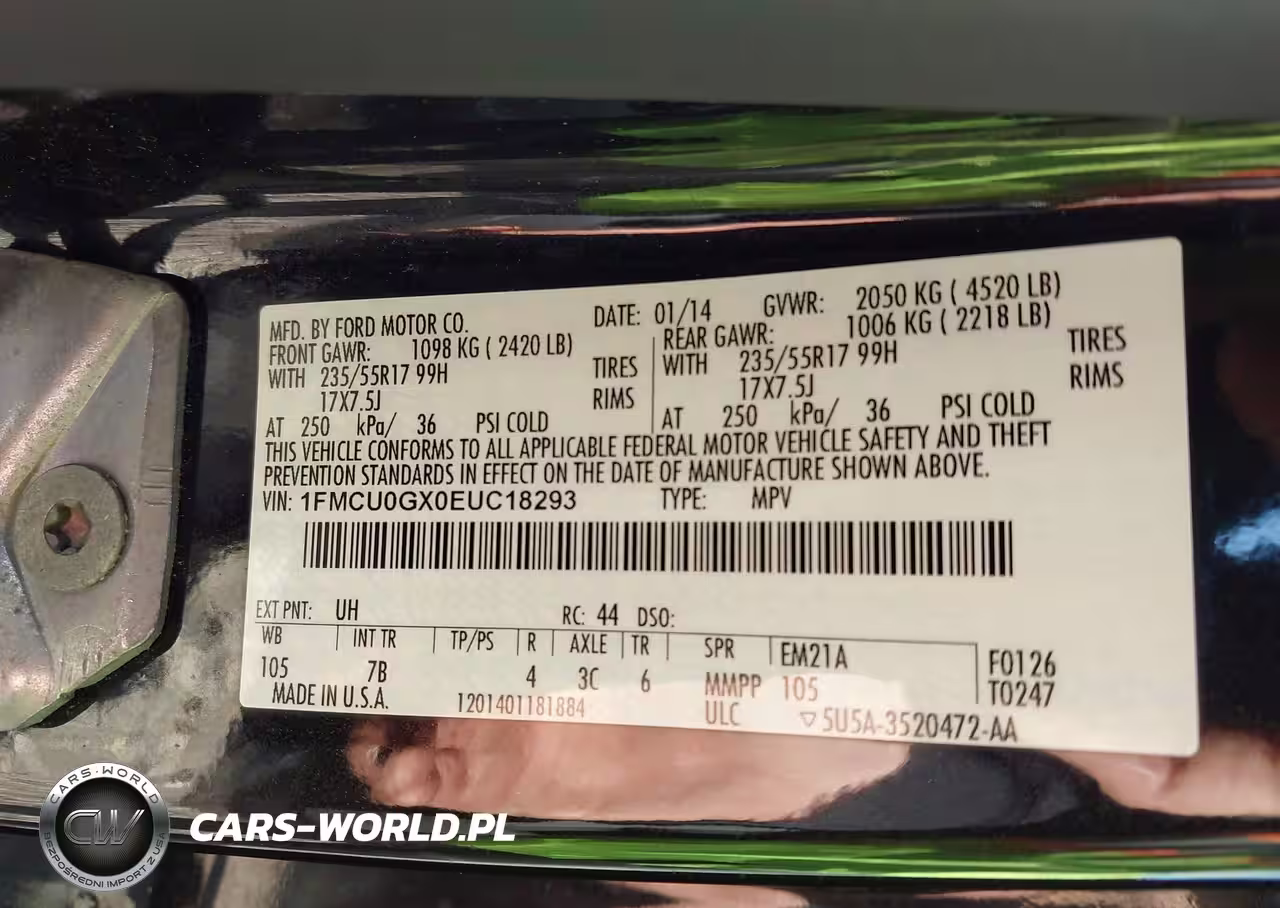 MFD. BY FORD MOTOR CO. DATE: 01/14 GVWR: 2050 KG ( 4520 LB)
FRONT GAWR: 1098 KG ( 2420 LB) REAR GAWR: 1006 KG ( 2218 LB)
WITH 235/55R17 99H TIRES WITH 235/55R17 99H TIRES
17X7.5J RIMS 17X7.5J RIMS
AT 250 kPa/ 36 PSI COLD AT 250 kPa/ 36 PSI COLD
THIS VEHICLE CONFORMS TO ALL APPLICABLE FEDERAL MOTOR VEHICLE SAFETY AND THEFT
PREVENTION STANDARDS IN EFFECT ON THE DATE OF MANUFACTURE SHOWN ABOVE.
VIN: 1FMCU0GX0EUC18293 TYPE: MPV
EXT PNT: UH RC: 44 DSO:
WB INT TR TP/PS R AXLE TR SPR EM21A F0126
105 7B 4 3C 6 MMPP 105 T0247
MADE IN U.S.A. 1201401181884 ULC ▽5U5A-3520472-AA
CARS-WORLD
CW
BEZPOŚREDNI IMPORT Z USA
CARS-WORLD.PL